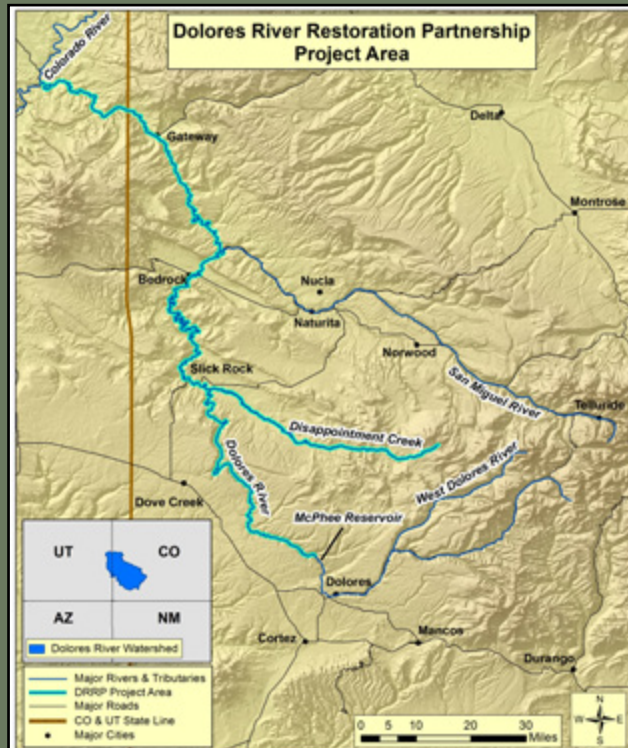 Dolores River Restoration Partnership
Project Area
Colorado River
Delta
Gateway
Montrose
Bedrock
Nucla
Naturita
Norwood
Slick Rock
San Miguel River
Telluride
Disappointment Creek
Dolores River
West Dolores River
Dove Creek
McPhee Reservoir
Dolores
Cortez
Mancos
Durango
UT
CO
AZ
NM
Dolores River Watershed
Major Rivers & Tributaries
DRRP Project Area
Major Roads
CO & UT State Line
Major Cities
0 5 10 20 30
Miles
N
W E
S